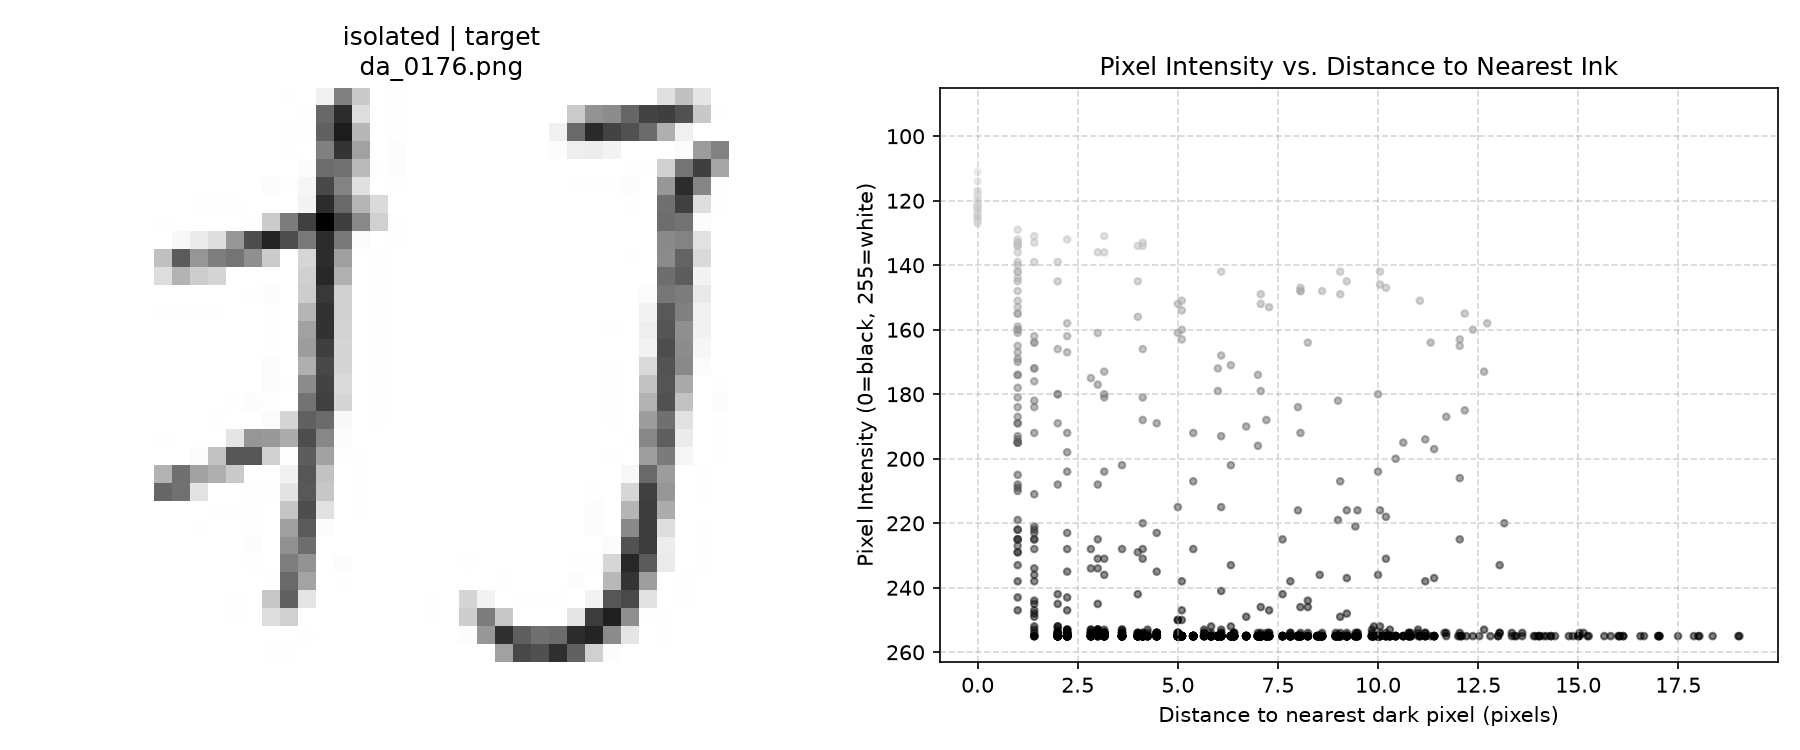 isolated | target
da_0176.png
Pixel Intensity vs. Distance to Nearest Ink
Pixel Intensity (0=black, 255=white)
100
120
140
160
180
200
220
240
260
0.0 2.5 5.0 7.5 10.0 12.5 15.0 17.5
Distance to nearest dark pixel (pixels)